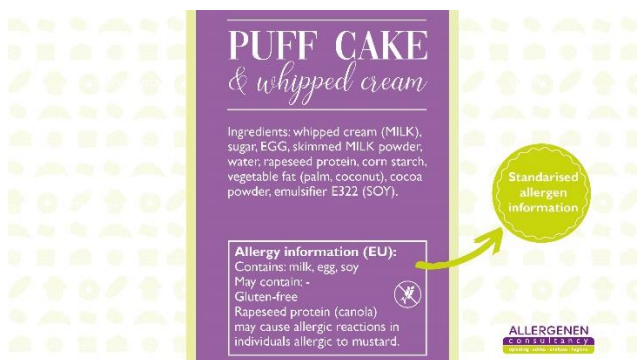 PUFF CAKE
& whipped cream
Ingredients: whipped cream (MILK),
sugar, EGG, skimmed MILK powder,
water, rapeseed protein, corn starch,
vegetable fat (palm, coconut), cocoa
powder, emulsifier E322 (SOY).
Allergy information (EU):
Contains: milk, egg, soy
May contain: -
Gluten-free
Rapeseed protein (canola)
may cause allergic reactions in
individuals allergic to mustard.
Standarised
allergen
information
ALLERGENEN
consultancy